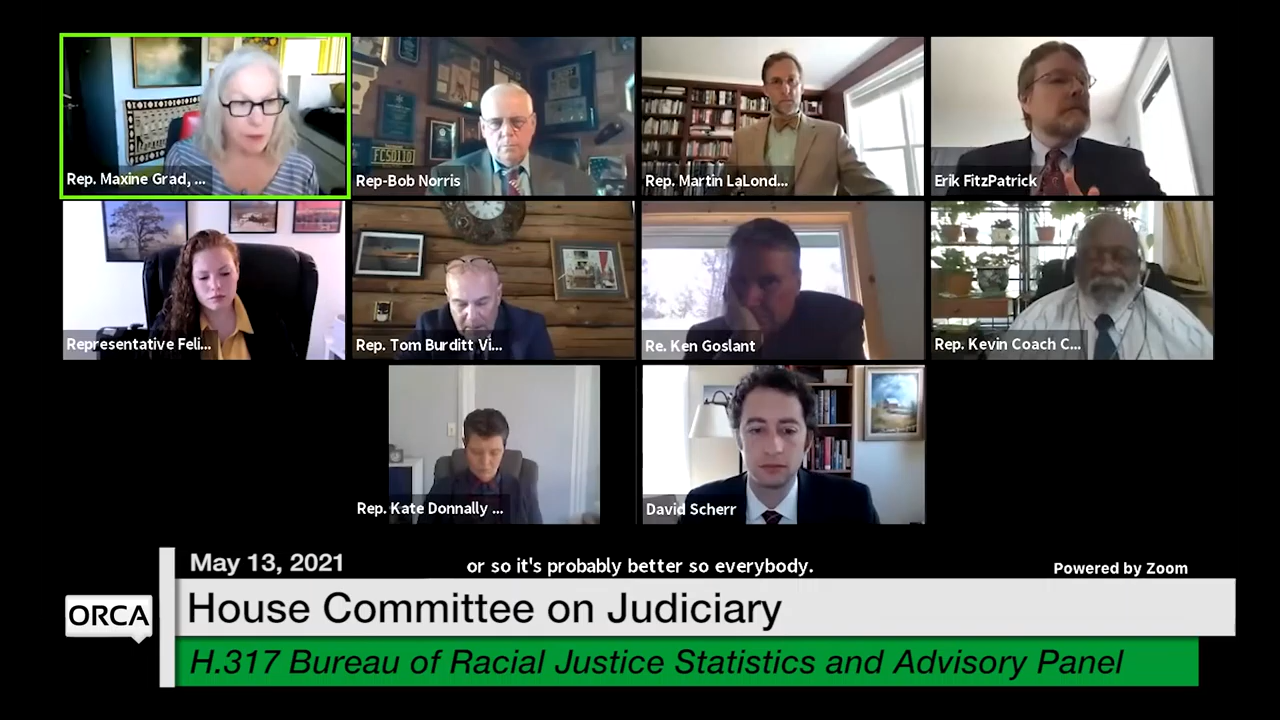 Rep. Maxine Grad, ...
Rep-Bob Norris
Rep. Martin LaLond...
Erik FitzPatrick
FCS0110
Representative Feli...
Rep. Tom Burditt Vi...
Re. Ken Goslant
Rep. Kevin Coach C...
Rep. Kate Donnally ...
David Scherr
May 13, 2021
or so it's probably better so everybody.
Powered by Zoom
ORCA
House Committee on Judiciary
H.317 Bureau of Racial Justice Statistics and Advisory Panel